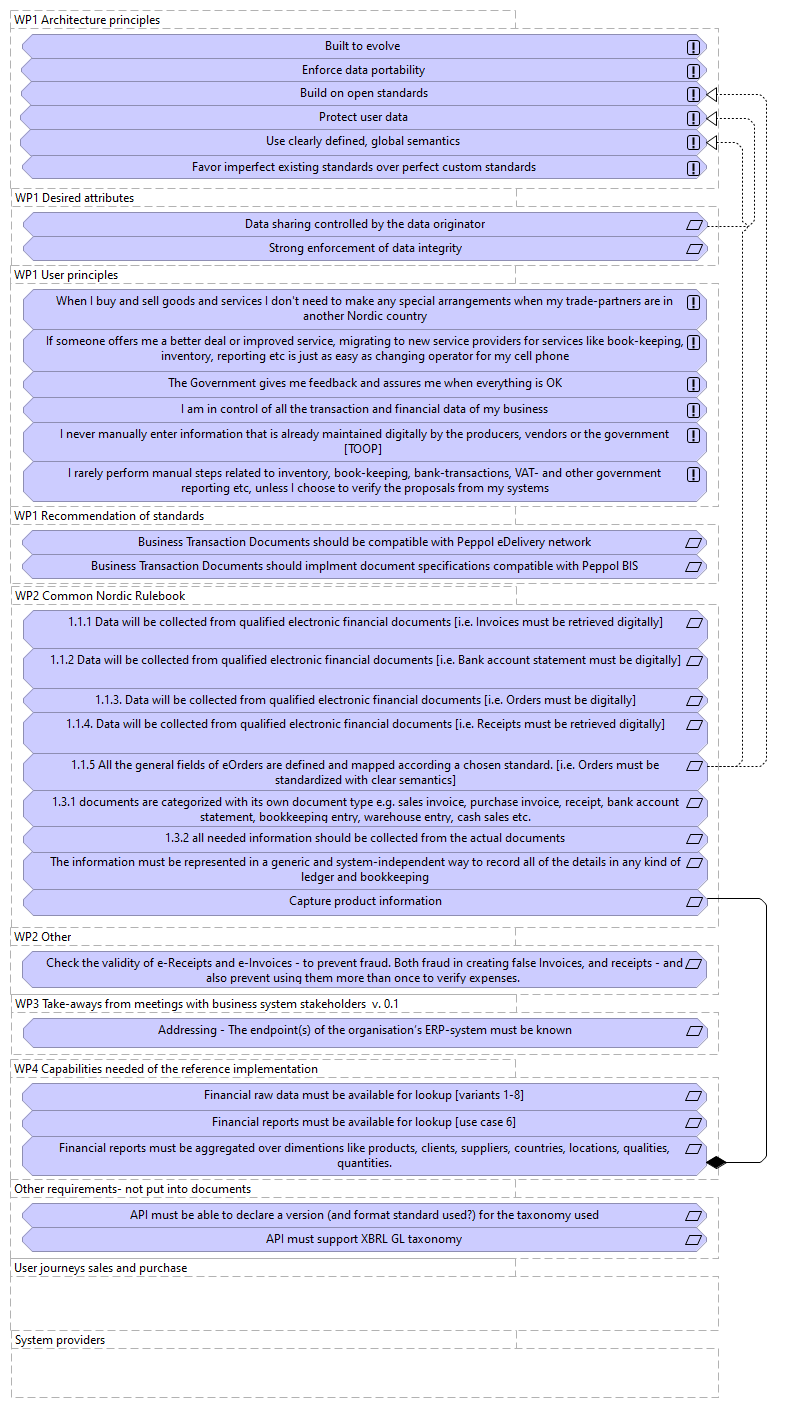 WP1 Architecture principles
Built to evolve
Enforce data portability
Build on open standards
Protect user data
Use clearly defined, global semantics
Favor imperfect existing standards over perfect custom standards
WP1 Desired attributes
Data sharing controlled by the data originator
Strong enforcement of data integrity
WP1 User principles
When I buy and sell goods and services I don't need to make any special arrangements when my trade-partners are in
another Nordic country
If someone offers me a better deal or improved service, migrating to new service providers for services like book-keeping,
inventory, reporting etc is just as easy as changing operator for my cell phone
The Government gives me feedback and assures me when everything is OK
I am in control of all the transaction and financial data of my business
I never manually enter information that is already maintained digitally by the producers, vendors or the government
[TOOP]
I rarely perform manual steps related to inventory, book-keeping, bank-transactions, VAT- and other government
reporting etc, unless I choose to verify the proposals from my systems
WP1 Recommendation of standards
Business Transaction Documents should be compatible with Peppol eDelivery network
Business Transaction Documents should implment document specifications compatible with Peppol BIS
WP2 Common Nordic Rulebook
1.1.1 Data will be collected from qualified electronic financial documents [i.e. Invoices must be retrieved digitally]
1.1.2 Data will be collected from qualified electronic financial documents [i.e. Bank account statement must be digitally]
1.1.3. Data will be collected from qualified electronic financial documents [i.e. Orders must be digitally]
1.1.4. Data will be collected from qualified electronic financial documents [i.e. Receipts must be retrieved digitally]
1.1.5 All the general fields of eOrders are defined and mapped according a chosen standard. [i.e. Orders must be
standardized with clear semantics]
1.3.1 documents are categorized with its own document type e.g. sales invoice, purchase invoice, receipt, bank account
statement, bookkeeping entry, warehouse entry, cash sales etc.
1.3.2 all needed information should be collected from the actual documents
The information must be represented in a generic and system-independent way to record all of the details in any kind of
ledger and bookkeeping
Capture product information
WP2 Other
Check the validity of e-Receipts and e-Invoices - to prevent fraud. Both fraud in creating false Invoices, and receipts - and
also prevent using them more than once to verify expenses.
WP3 Take-aways from meetings with business system stakeholders v. 0.1
Addressing - The endpoint(s) of the organisation's ERP-system must be known
WP4 Capabilities needed of the reference implementation
Financial raw data must be available for lookup [variants 1-8]
Financial reports must be available for lookup [use case 6]
Financial reports must be aggregated over dimentions like products, clients, suppliers, countries, locations, qualities,
quantities.
Other requirements- not put into documents
API must be able to declare a version (and format standard used?) for the taxonomy used
API must support XBRL GL taxonomy
User journeys sales and purchase
System providers